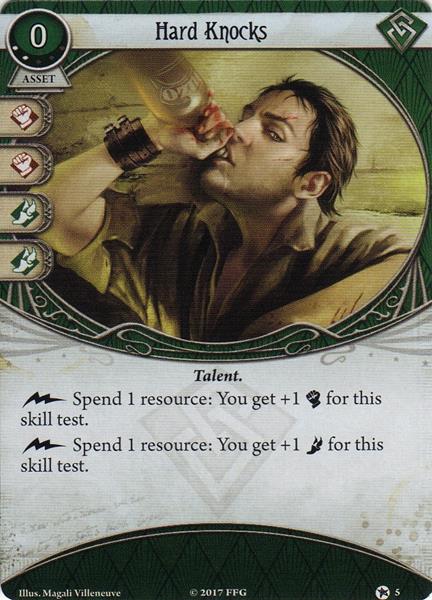 0
Hard Knocks
ASSET
Talent.
Spend 1 resource: You get +1 for this
skill test.
Spend 1 resource: You get +1 for this
skill test.
Illus. Magali Villeneuve
© 2017 FFG
5